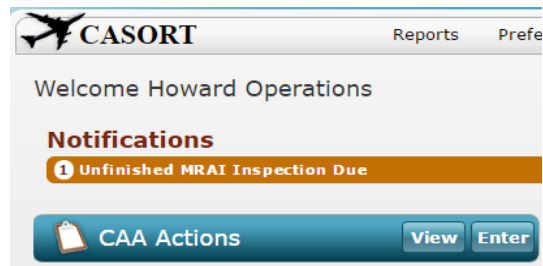 CASORT Reports
Welcome Howard Operations
Notifications
1 Unfinished MRAI Inspection Due
CAA Actions View Enter